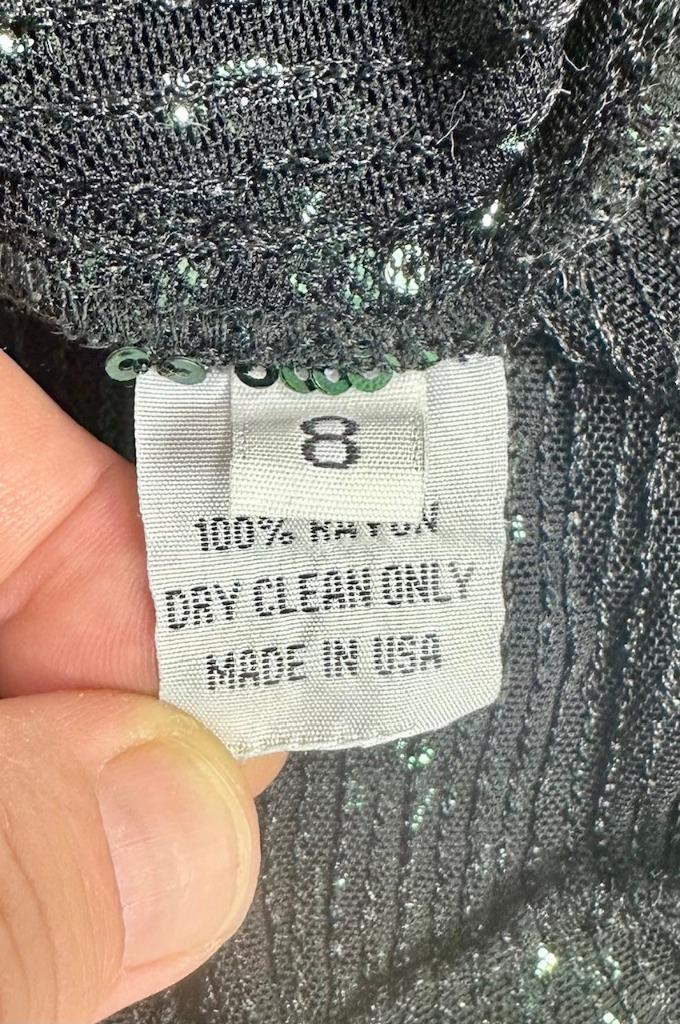 8
100% RAYON
DRY CLEAN ONLY
MADE IN USA